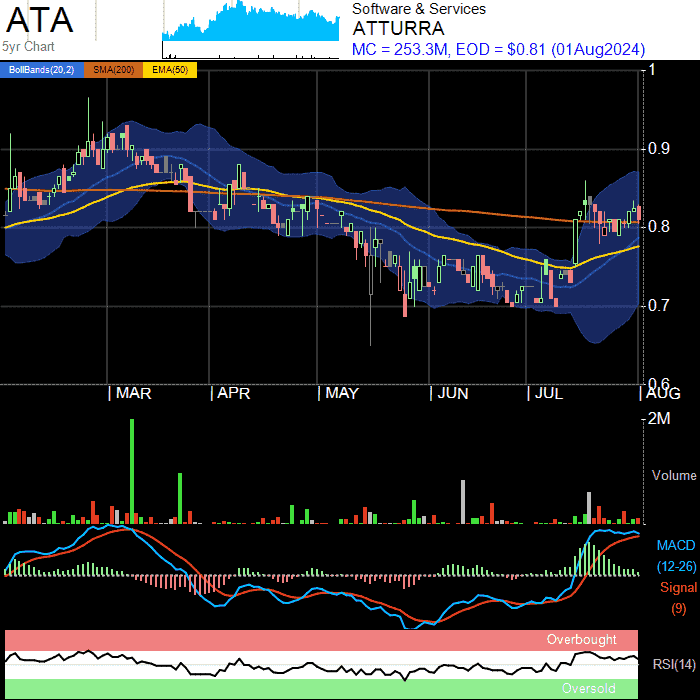 ATA
5yr Chart
Software & Services
ATTURRA
MC = 253.3M, EOD = $0.81 (01Aug2024)
BollBands(20,2) SMA(200) EMA(50)
1
0.9
0.8
0.7
0.6
MAR APR MAY JUN JUL AUG
2M
Volume
MACD
(12-26)
Signal
(9)
Overbought
RSI(14)
Oversold